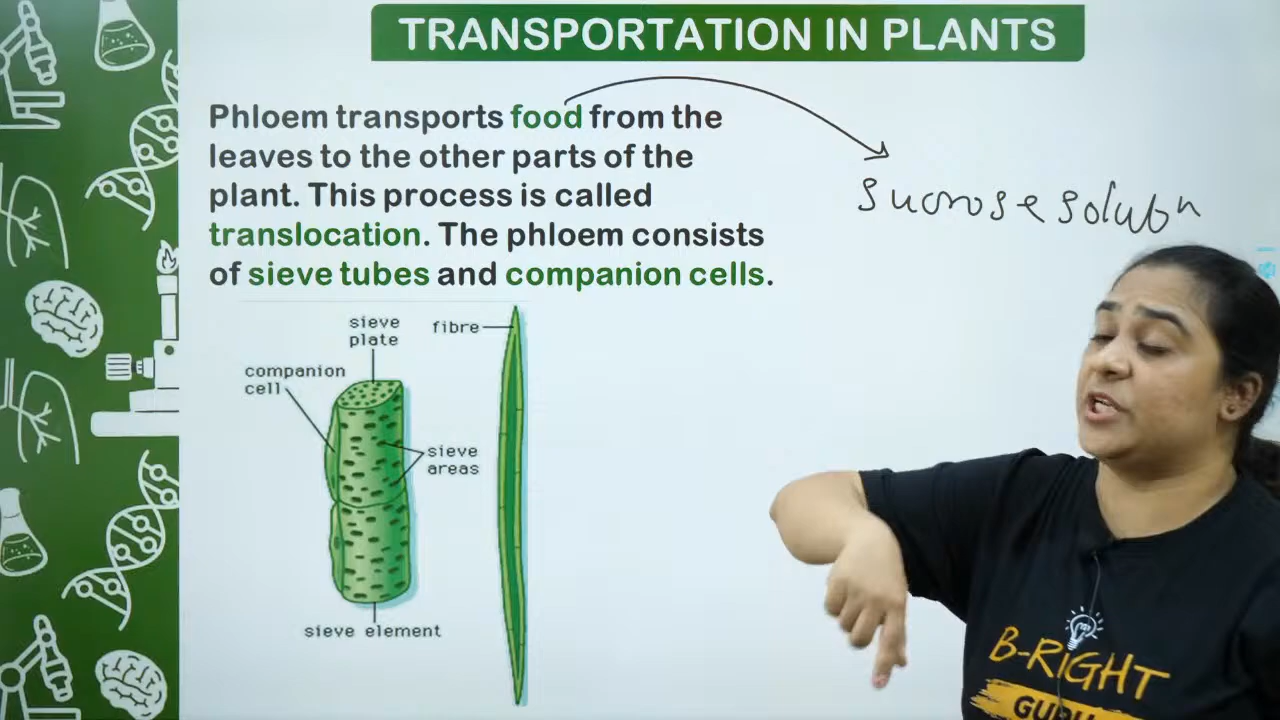 TRANSPORTATION IN PLANTS
Phloem transports food from the
leaves to the other parts of the
plant. This process is called
translocation. The phloem consists
of sieve tubes and companion cells.
sucrose solutn
sieve
plate
fibre
companion
cell
sieve
areas
sieve element
B-RIGHT
GURU